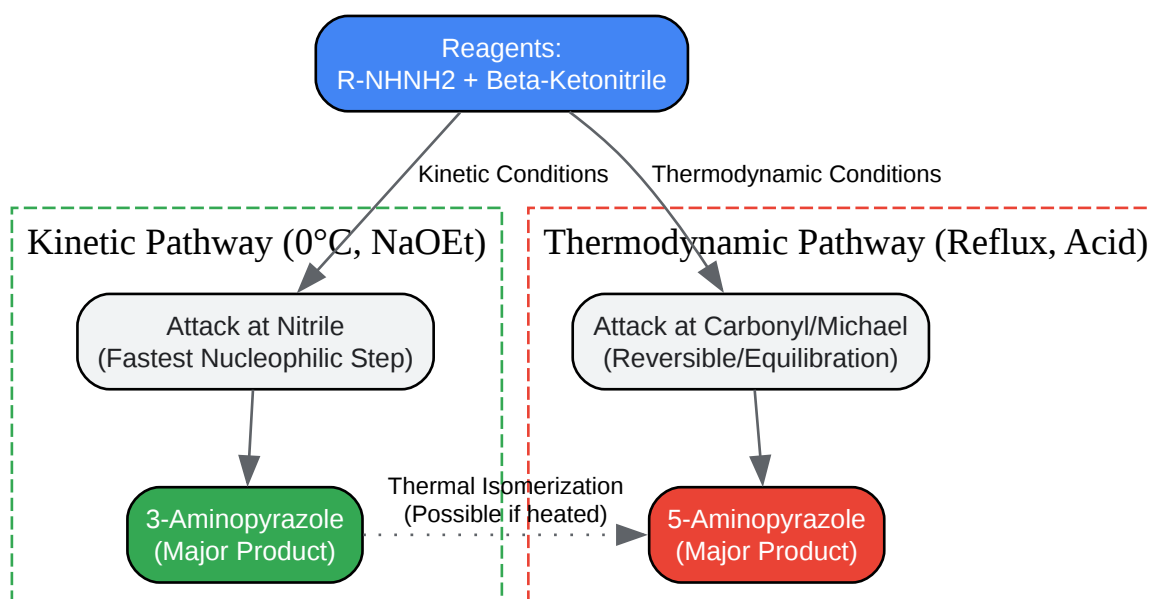 Reagents:
R-NHNH2 + Beta-Ketonitrile
Kinetic Conditions
Thermodynamic Conditions
Kinetic Pathway (0°C, NaOEt)
Thermodynamic Pathway (Reflux, Acid)
Attack at Nitrile
(Fastest Nucleophilic Step)
Attack at Carbonyl/Michael
(Reversible/Equilibration)
Thermal Isomerization
(Possible if heated)
3-Aminopyrazole
(Major Product)
5-Aminopyrazole
(Major Product)